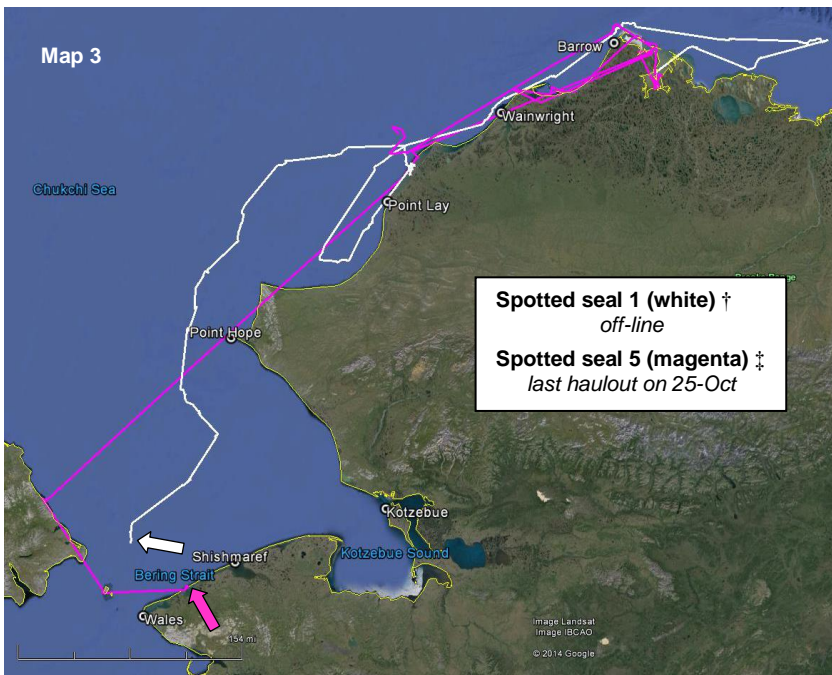 Map 3
Barrow
Wainwright
Chukchi Sea
Point Lay
Brooks Range
Spotted seal 1 (white) †
off-line
Spotted seal 5 (magenta) ‡
last haulout on 25-Oct
Point Hope
Kotzebue
Shishmaref
Kotzebue Sound
Bering Strait
Wales
Image Landsat
Image IBCAO
154 mi
© 2014 Google